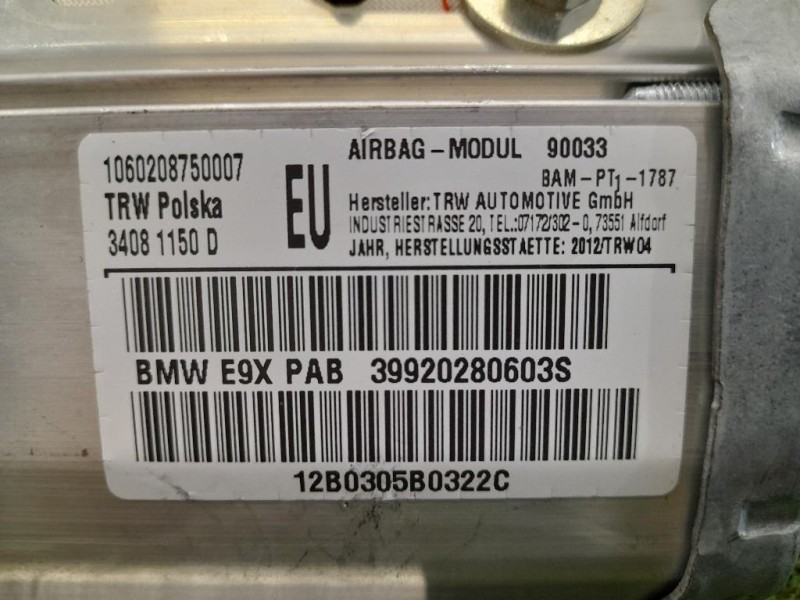 1060208750007
TRW Polska
3408 1150 D
EU
AIRBAG-MODUL 90033
BAM-PT1-1787
Hersteller: TRW AUTOMOTIVE GmbH
INDUSTRIESTRASSE 20, TEL.:07172/302-0, 73551 Alfdorf
JAHR, HERSTELLUNGSSTAETTE: 2012/TRW04
BMW E9X PAB 39920280603S
12B0305B0322C